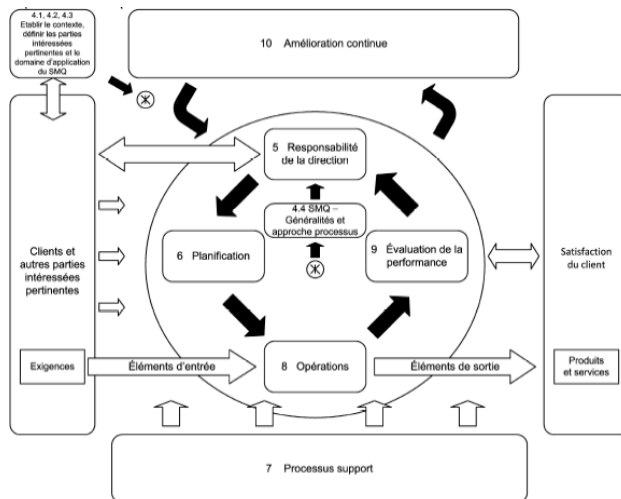 4.1, 4.2, 4.3
Etablir le contexte,
définir les parties
intéressées
pertinentes et le
domaine d'application
du SMQ
10 Amélioration continue
5 Responsabilité
de la direction
4.4 SMQ –
Généralités et
approche processus
6 Planification
9 Évaluation de la
performance
Clients et
autres parties
intéressées
pertinentes
Satisfaction
du client
Exigences
Éléments d'entrée
8 Opérations
Éléments de sortie
Produits
et services
7 Processus support